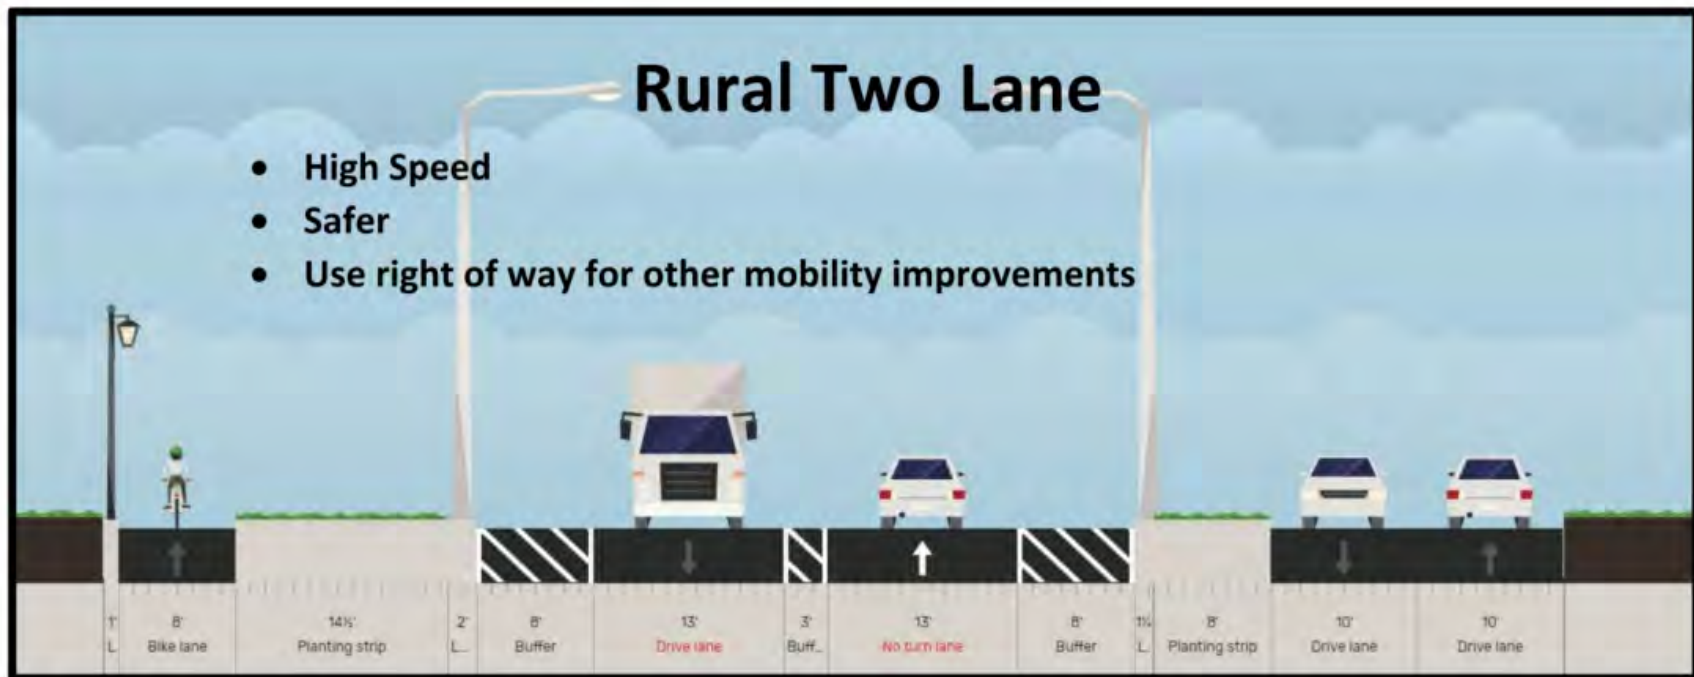 Rural Two Lane
• High Speed
• Safer
• Use right of way for other mobility improvements
1' 8' 14½' 2' 8' 13' 3' 13' 8' 8' 10' 10'
L. Bike lane Planting strip L... Buffer Drive lane Buff... No turn lane Buffer L. Planting strip Drive lane Drive lane